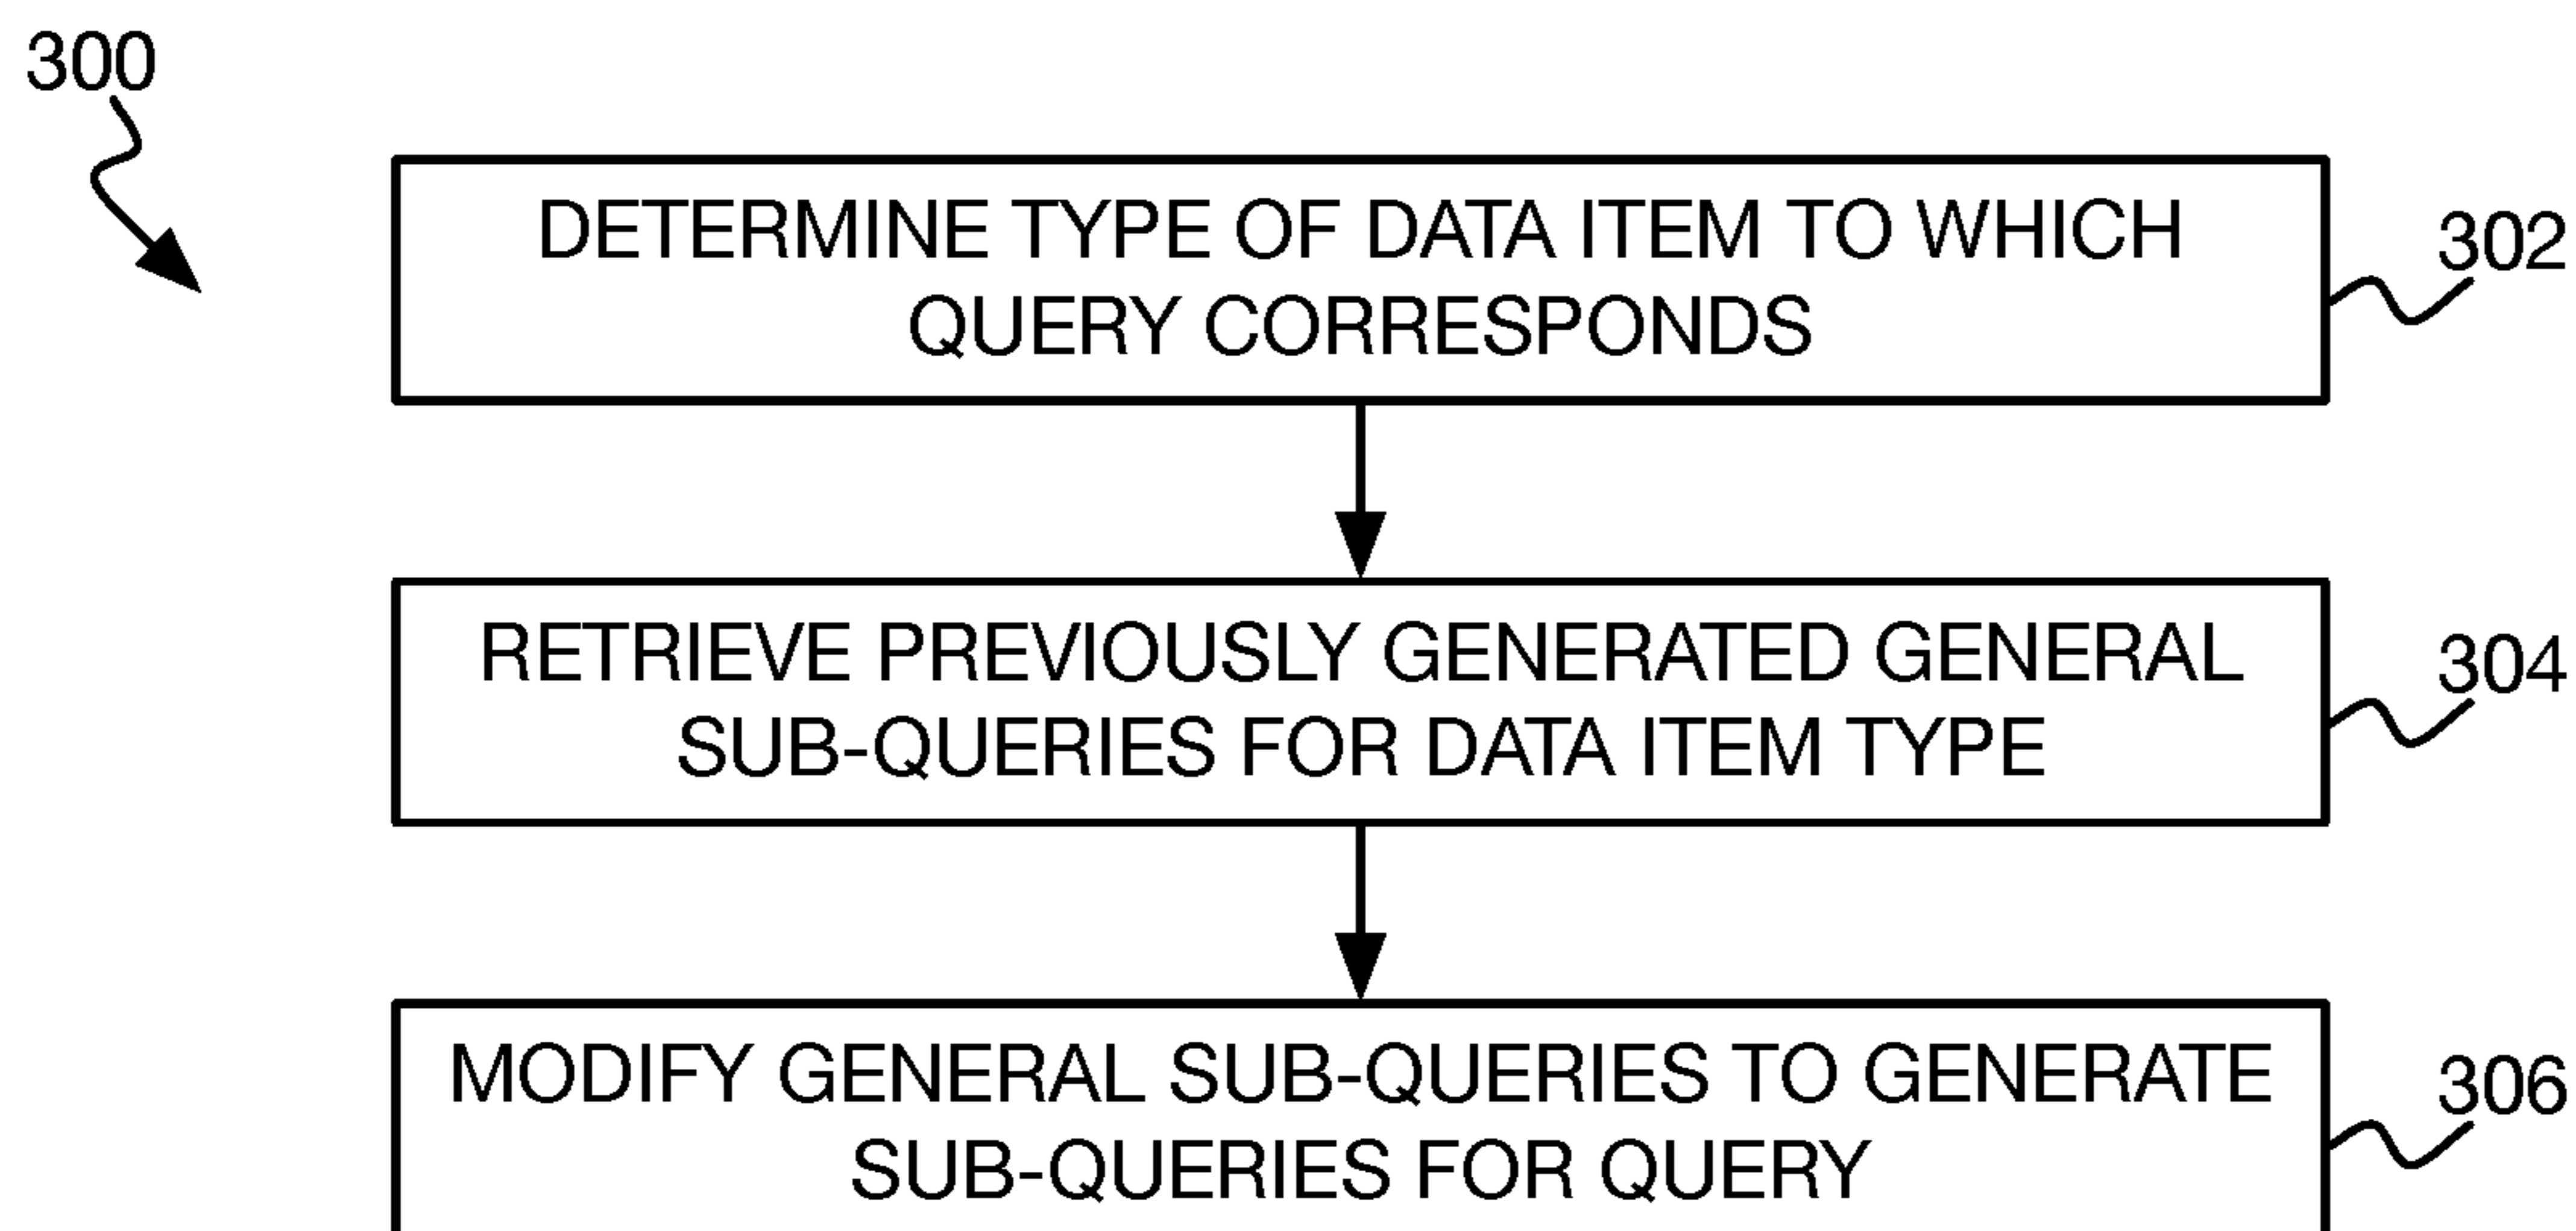 300
DETERMINE TYPE OF DATA ITEM TO WHICH
QUERY CORRESPONDS
302
RETRIEVE PREVIOUSLY GENERATED GENERAL
SUB-QUERIES FOR DATA ITEM TYPE
304
MODIFY GENERAL SUB-QUERIES TO GENERATE
SUB-QUERIES FOR QUERY
306